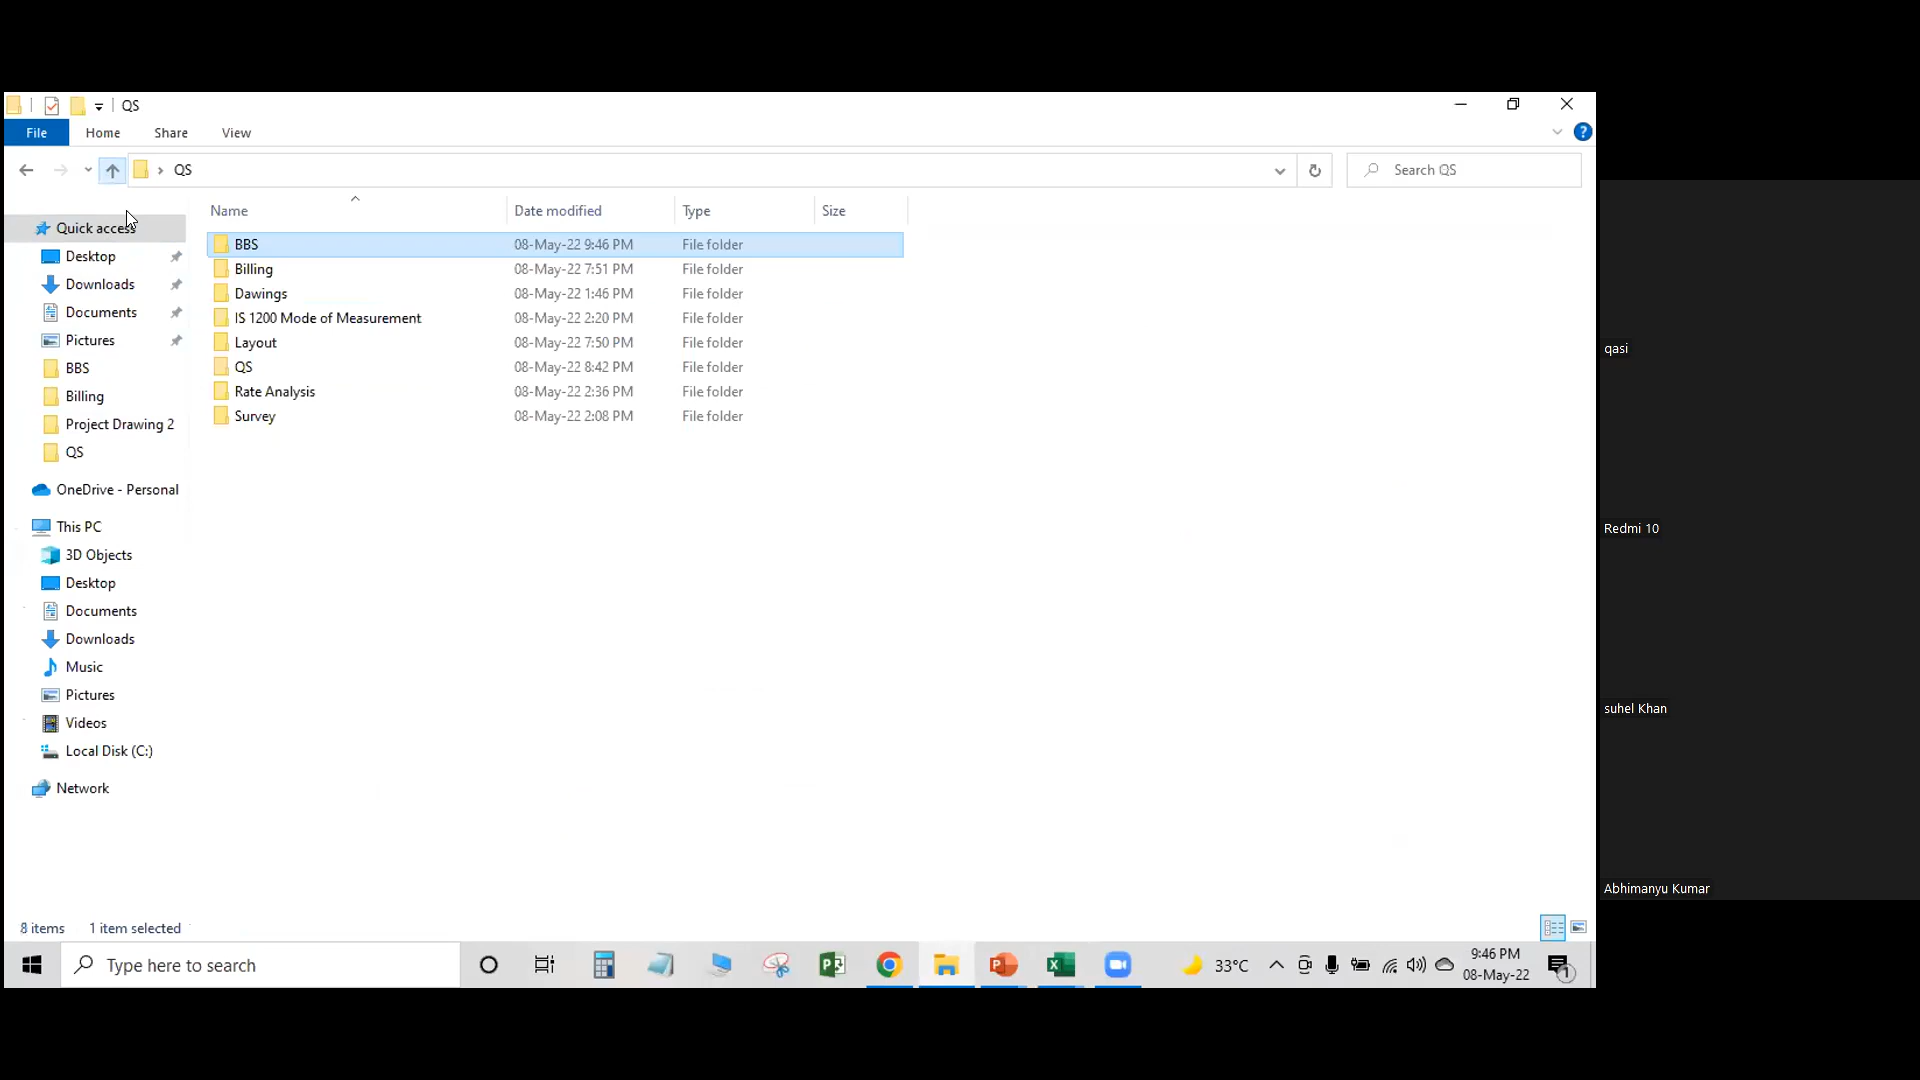 QS
File Home Share View
QS
Search QS
Name Date modified Type Size
Quick access
Desktop
Downloads
Documents
Pictures
BBS
Billing
Project Drawing 2
QS
OneDrive - Personal
This PC
3D Objects
Desktop
Documents
Downloads
Music
Pictures
Videos
Local Disk (C:)
Network
BBS 08-May-22 9:46 PM File folder
Billing 08-May-22 7:51 PM File folder
Dawings 08-May-22 1:46 PM File folder
IS 1200 Mode of Measurement 08-May-22 2:20 PM File folder
Layout 08-May-22 7:50 PM File folder
QS 08-May-22 8:42 PM File folder
Rate Analysis 08-May-22 2:36 PM File folder
Survey 08-May-22 2:08 PM File folder
8 items 1 item selected
Type here to search
33°C
9:46 PM
08-May-22
1
qasi
Redmi 10
suhel Khan
Abhimanyu Kumar